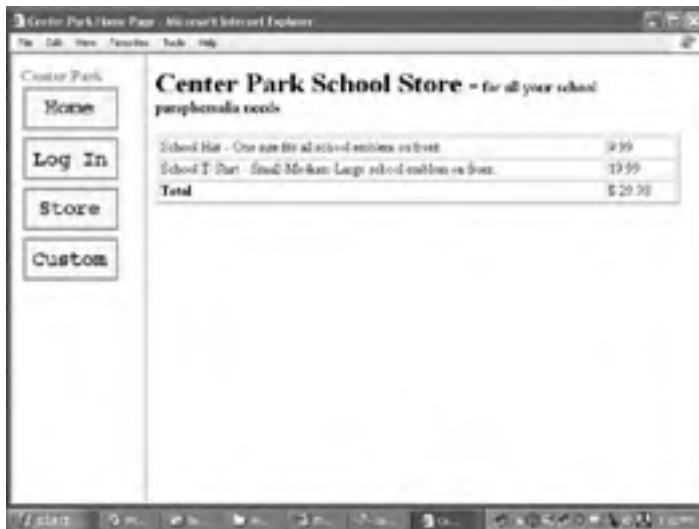 Center Park Home Page - Microsoft Internet Explorer
File Edit View Favorites Tools Help
Center Park
Home
Log In
Store
Custom
Center Park School Store - for all your school
paraphernalia needs
School Hat - One size fits all school emblem on front. 9.99
School T-Shirt - Small-Medium-Large school emblem on front. 19.99
Total $ 29.98
start